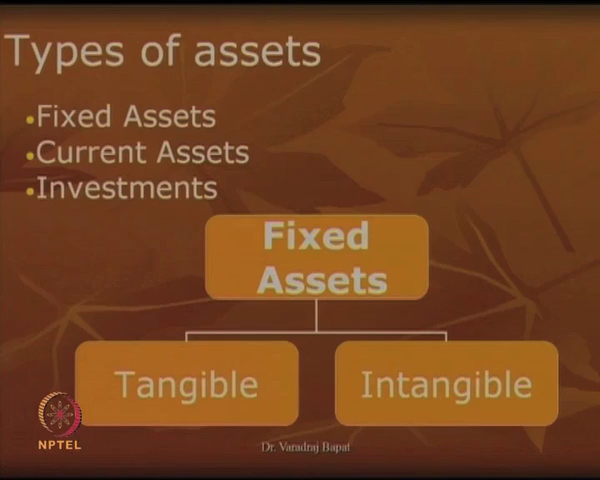 Types of assets
Fixed Assets
Current Assets
Investments
Fixed
Assets
Tangible
Intangible
NPTEL
Dr. Varadraj Bapat